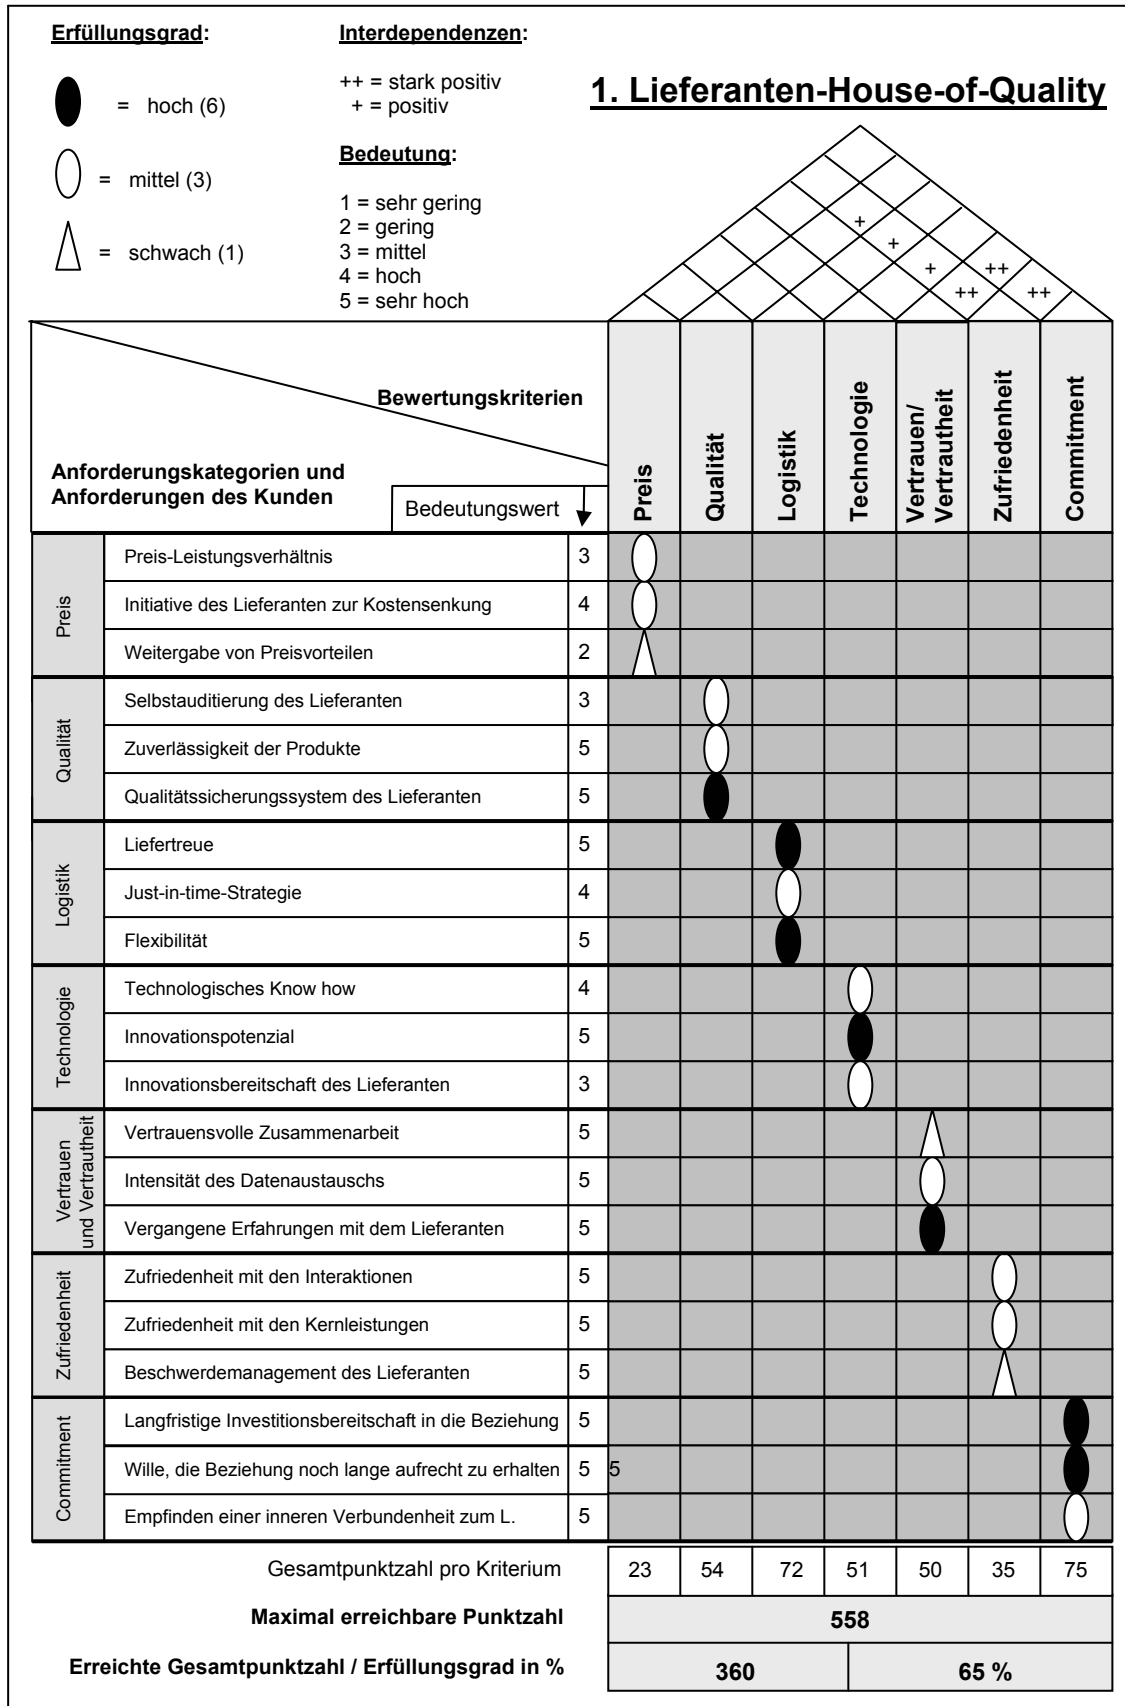 Erfüllungsgrad:
= hoch (6)
= mittel (3)
= schwach (1)
Interdependenzen:
++ = stark positiv
+ = positiv
Bedeutung:
1 = sehr gering
2 = gering
3 = mittel
4 = hoch
5 = sehr hoch
1. Lieferanten-House-of-Quality
+
+
+ ++
++ ++
Bewertungskriterien
Anforderungskategorien und
Anforderungen des Kunden
Bedeutungswert
Preis
Qualität
Logistik
Technologie
Vertrauen/
Vertrautheit
Zufriedenheit
Commitment
Preis
Preis-Leistungsverhältnis 3
Initiative des Lieferanten zur Kostensenkung 4
Weitergabe von Preisvorteilen 2
Qualität
Selbstauditierung des Lieferanten 3
Zuverlässigkeit der Produkte 5
Qualitätssicherungssystem des Lieferanten 5
Logistik
Liefertreue 5
Just-in-time-Strategie 4
Flexibilität 5
Technologie
Technologisches Know how 4
Innovationspotenzial 5
Innovationsbereitschaft des Lieferanten 3
Vertrauen
und Vertrautheit
Vertrauensvolle Zusammenarbeit 5
Intensität des Datenaustauschs 5
Vergangene Erfahrungen mit dem Lieferanten 5
Zufriedenheit
Zufriedenheit mit den Interaktionen 5
Zufriedenheit mit den Kernleistungen 5
Beschwerdemanagement des Lieferanten 5
Commitment
Langfristige Investitionsbereitschaft in die Beziehung 5
Wille, die Beziehung noch lange aufrecht zu erhalten 5 5
Empfinden einer inneren Verbundenheit zum L. 5
Gesamtpunktzahl pro Kriterium 23 54 72 51 50 35 75
Maximal erreichbare Punktzahl 558
Erreichte Gesamtpunktzahl / Erfüllungsgrad in % 360 65 %